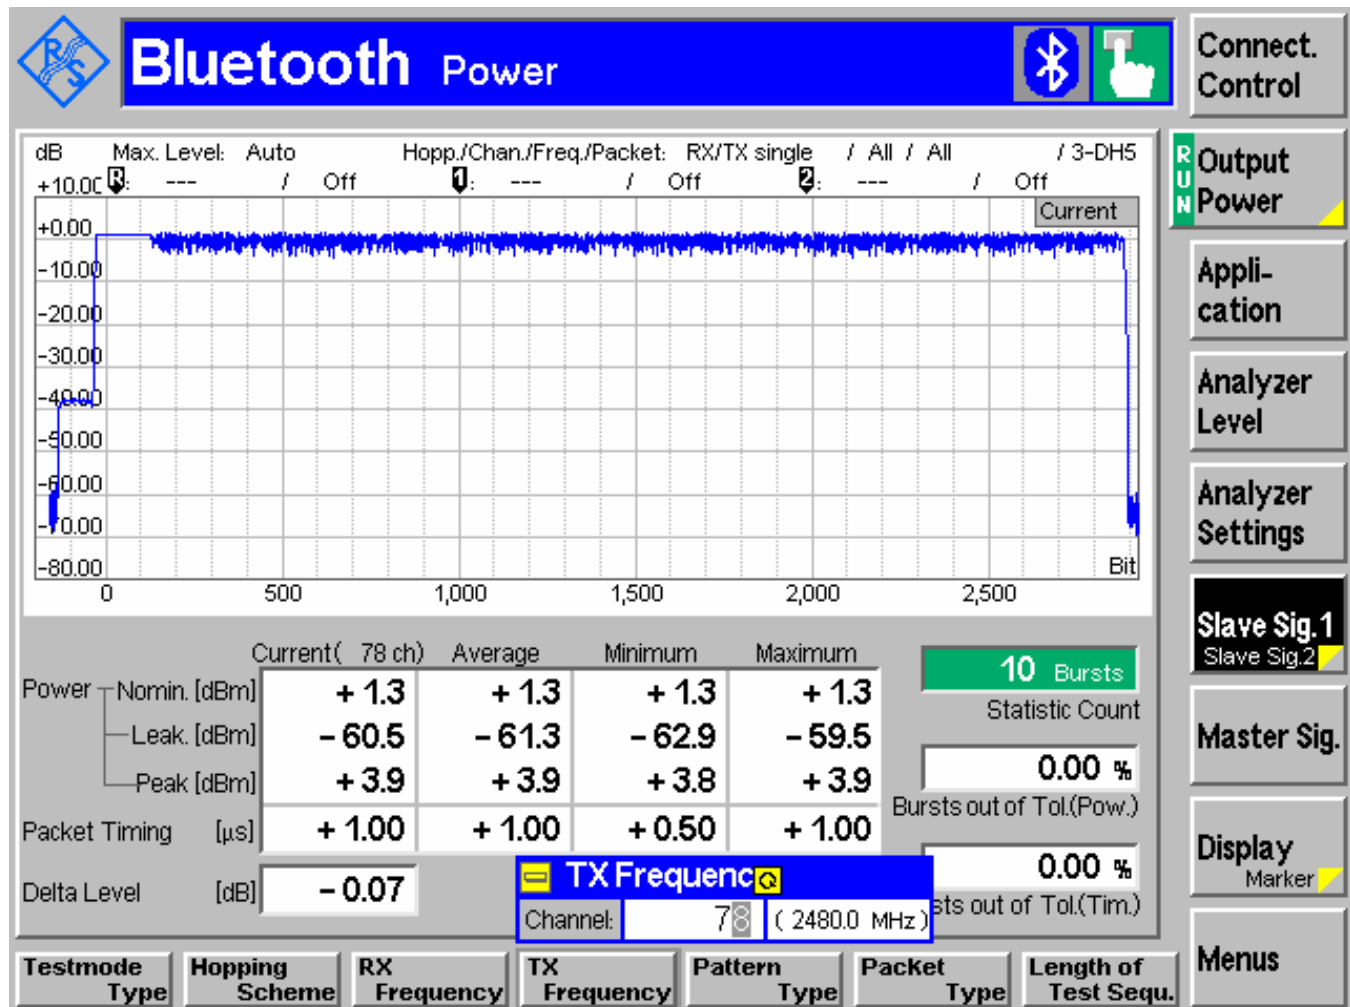 R S
Bluetooth Power
Connect. Control
dB Max. Level: Auto Hopp./Chan./Freq./Packet: RX/TX single / All / All / 3-DH5
+10.00 R: --- / Off 1: --- / Off 2: --- / Off
Current
+0.00
-10.00
-20.00
-30.00
-40.00
-50.00
-60.00
-70.00
-80.00
Bit
0 500 1,000 1,500 2,000 2,500
Current( 78 ch) Average Minimum Maximum
Power Nomin. [dBm] + 1.3 + 1.3 + 1.3 + 1.3
Leak. [dBm] - 60.5 - 61.3 - 62.9 - 59.5
Peak [dBm] + 3.9 + 3.9 + 3.8 + 3.9
Packet Timing [µs] + 1.00 + 1.00 + 0.50 + 1.00
Delta Level [dB] - 0.07
10 Bursts
Statistic Count
0.00 %
Bursts out of Tol.(Pow.)
0.00 %
sts out of Tol.(Tim.)
TX Frequenc
Channel: 78 ( 2480.0 MHz )
RUN
Output
Power
Appli-
cation
Analyzer
Level
Analyzer
Settings
Slave Sig.1
Slave Sig.2
Master Sig.
Display
Marker
Menus
Testmode
Type
Hopping
Scheme
RX
Frequency
TX
Frequency
Pattern
Type
Packet
Type
Length of
Test Sequ.